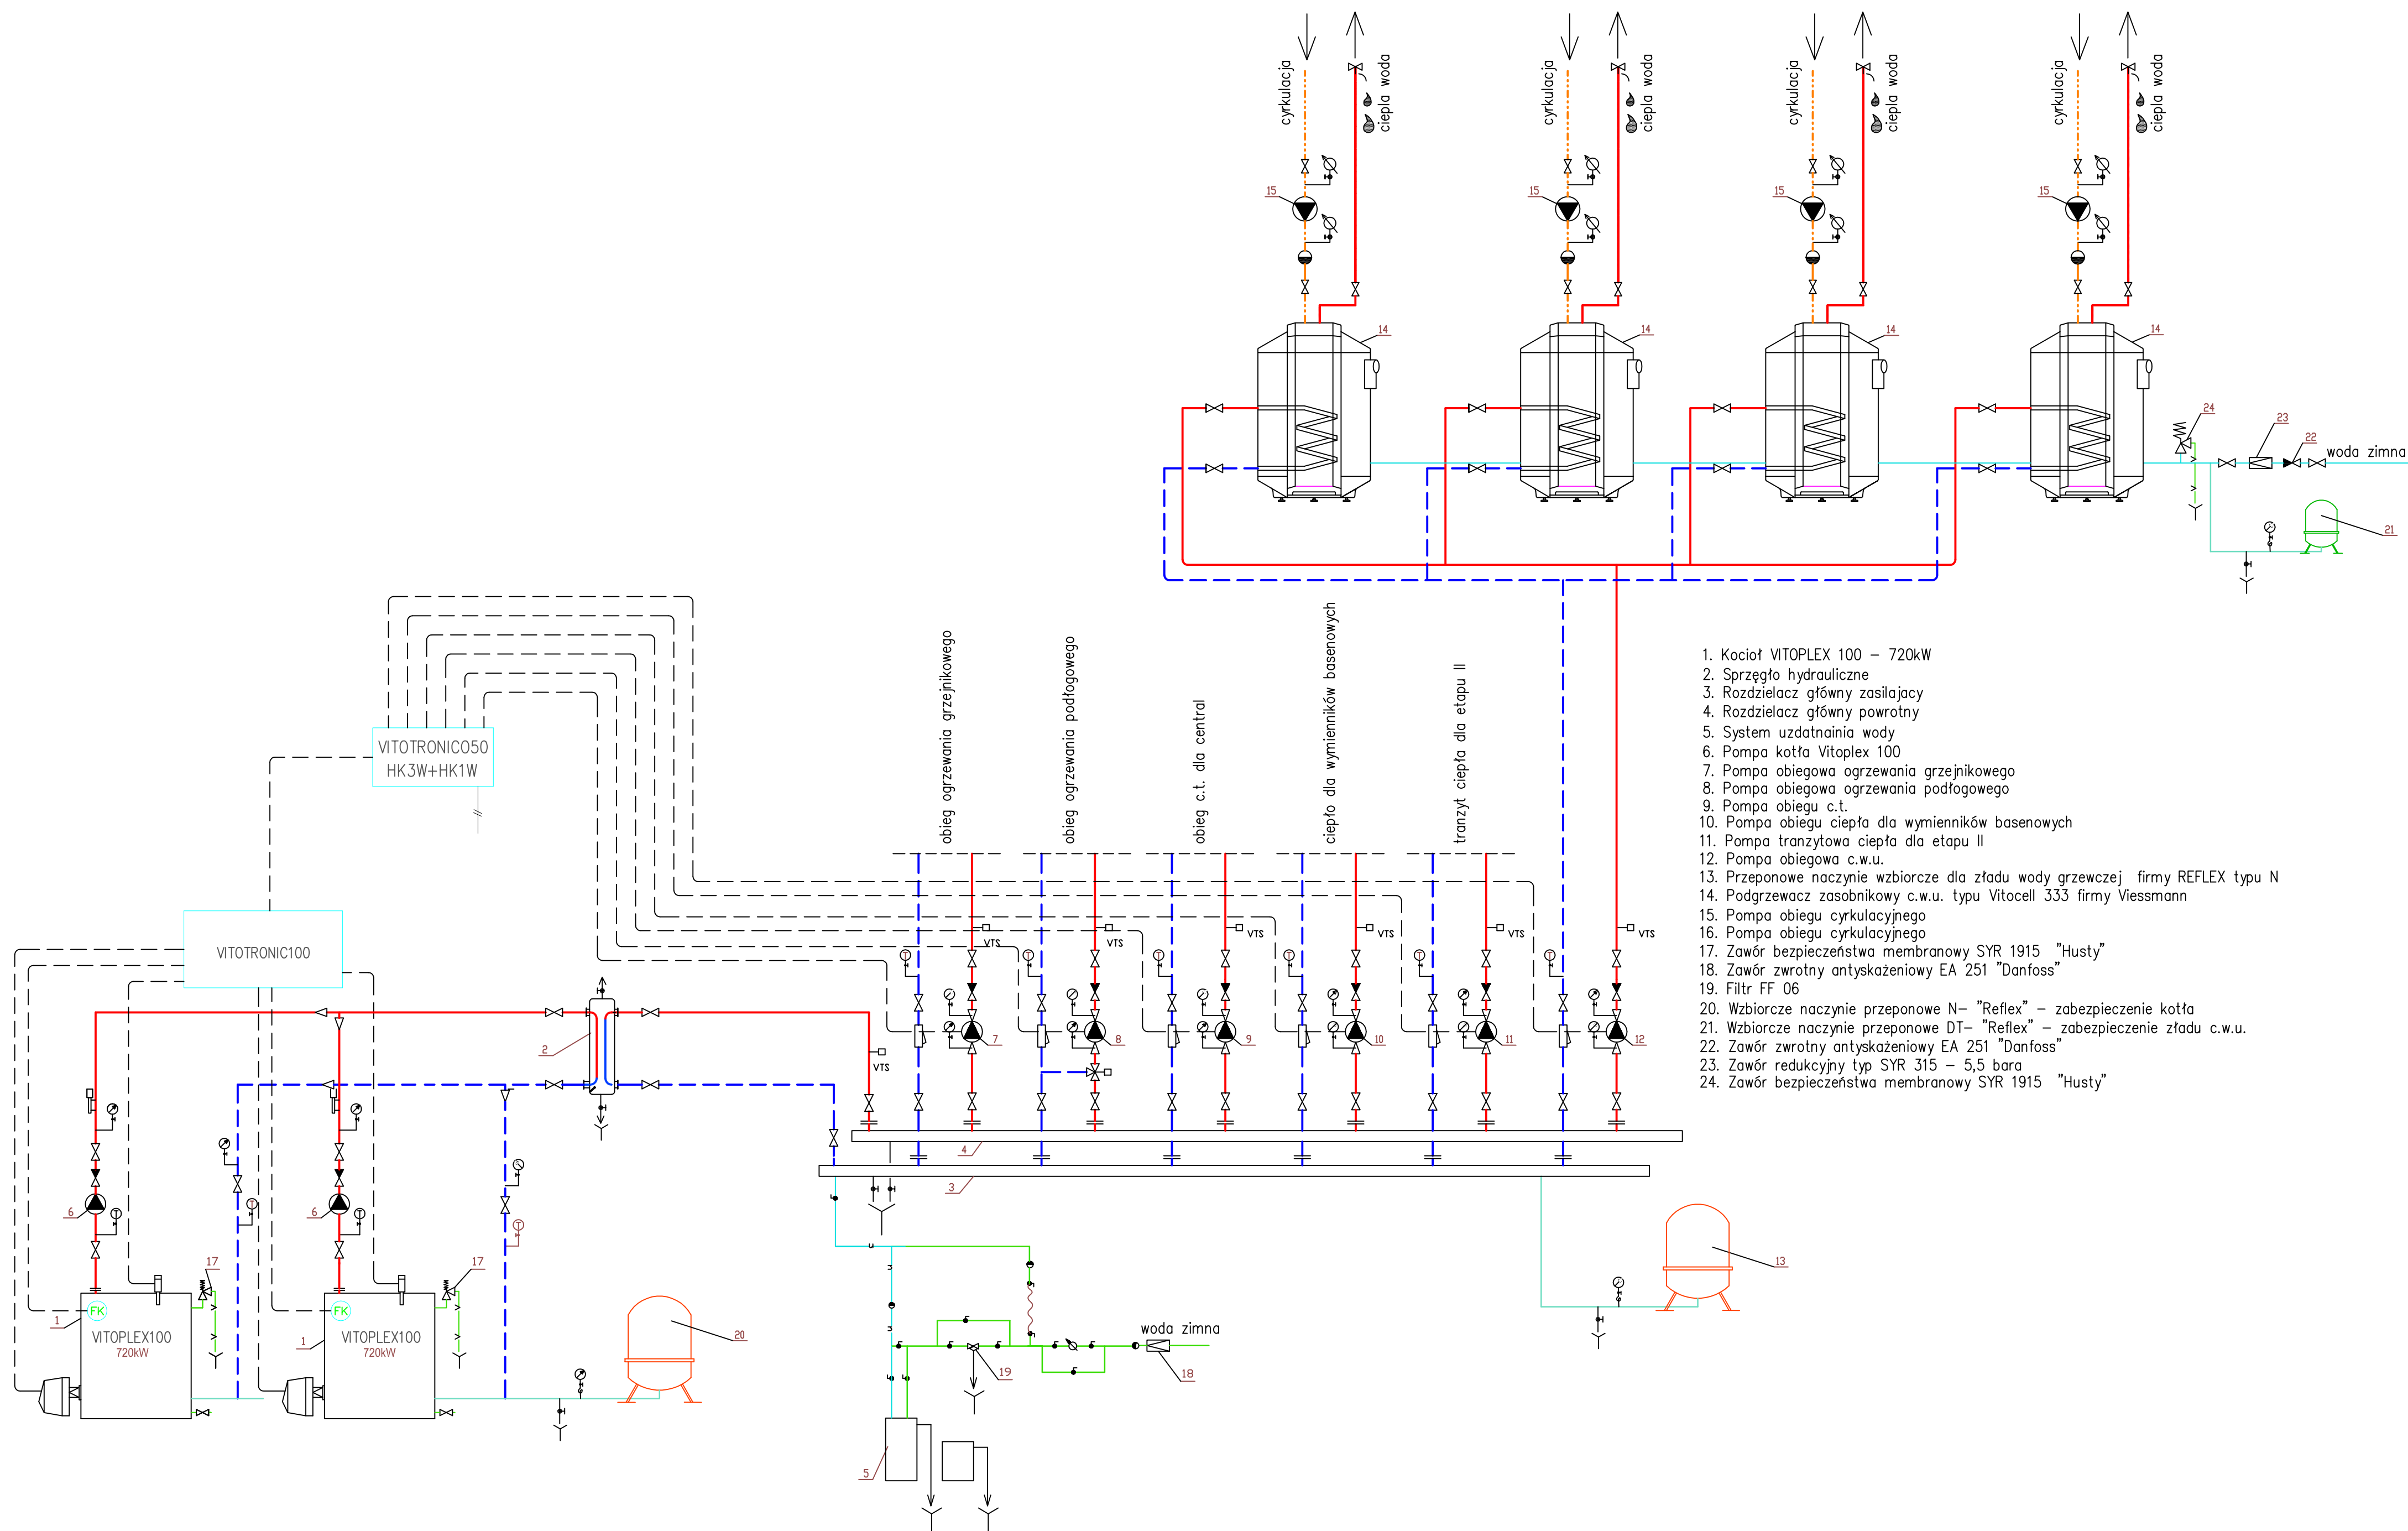 cyrkulacja
ciepla woda
cyrkulacja
ciepla woda
cyrkulacja
ciepla woda
cyrkulacja
ciepla woda
15
15
15
15
14
14
14
14
24
23
22
woda zimna
21
VITOTRONIC050
HK3W+HK1W
VITOTRONIC100
obieg ogrzewania grzejnikowego
obieg ogrzewania podłogowego
obieg c.t. dla central
ciepło dla wymienników basenowych
tranzyt ciepła dla etapu II
1. Kocioł VITOPLEX 100 – 720kW
2. Sprzęgło hydrauliczne
3. Rozdzielacz główny zasilajacy
4. Rozdzielacz główny powrotny
5. System uzdatnainia wody
6. Pompa kotła Vitoplex 100
7. Pompa obiegowa ogrzewania grzejnikowego
8. Pompa obiegowa ogrzewania podłogowego
9. Pompa obiegu c.t.
10. Pompa obiegu ciepła dla wymienników basenowych
11. Pompa tranzytowa ciepła dla etapu II
12. Pompa obiegowa c.w.u.
13. Przeponowe naczynie wzbiorcze dla zładu wody grzewczej firmy REFLEX typu N
14. Podgrzewacz zasobnikowy c.w.u. typu Vitocell 333 firmy Viessmann
15. Pompa obiegu cyrkulacyjnego
16. Pompa obiegu cyrkulacyjnego
17. Zawór bezpieczeństwa membranowy SYR 1915 "Husty"
18. Zawór zwrotny antyskażeniowy EA 251 "Danfoss"
19. Filtr FF 06
20. Wzbiorcze naczynie przeponowe N– "Reflex" – zabezpieczenie kotła
21. Wzbiorcze naczynie przeponowe DT– "Reflex" – zabezpieczenie zładu c.w.u.
22. Zawór zwrotny antyskażeniowy EA 251 "Danfoss"
23. Zawór redukcyjny typ SYR 315 – 5,5 bara
24. Zawór bezpieczeństwa membranowy SYR 1915 "Husty"
VTS
VTS
VTS
VTS
VTS
VTS
VTS
T
T
T
T
T
T
7
8
9
10
11
12
2
4
3
6
6
T
T
T
T
17
17
FK
FK
1
1
VITOPLEX100
720kW
VITOPLEX100
720kW
20
13
woda zimna
19
18
5